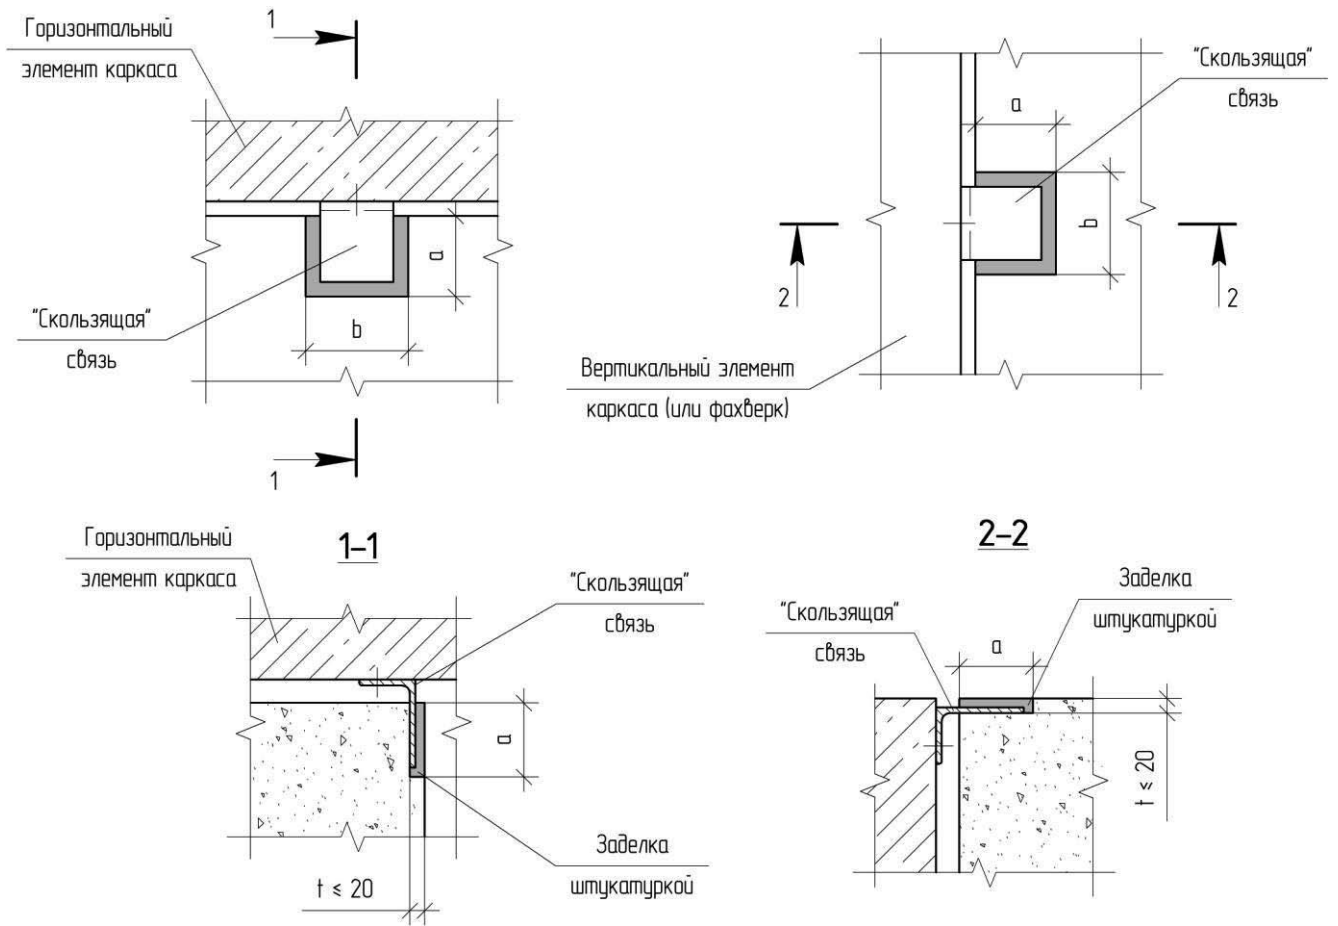 1
Горизонтальный
элемент каркаса
"Скользящая"
связь
a
b
1
"Скользящая"
связь
a
b
2
2
Вертикальный элемент
каркаса (или фахверк)
1-1
Горизонтальный
элемент каркаса
"Скользящая"
связь
a
Заделка
штукатуркой
t ≤ 20
2-2
"Скользящая"
связь
Заделка
штукатуркой
a
t ≤ 20